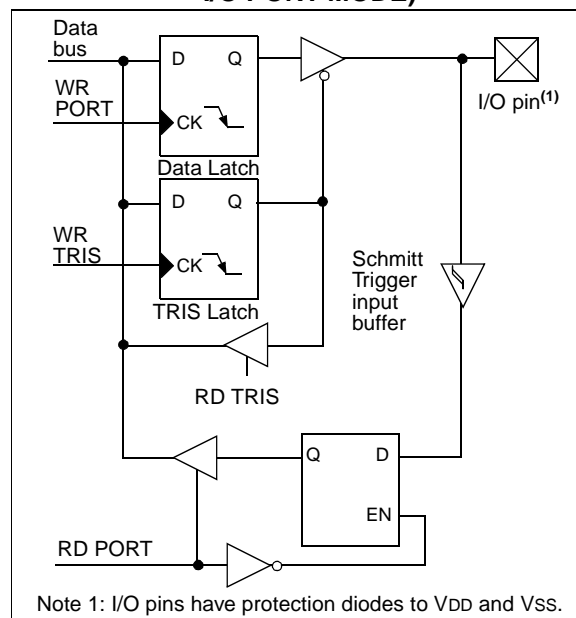 I/O PORT MODE)
Data
bus
D Q
WR
PORT
CK
I/O pin(1)
Data Latch
D Q
WR
TRIS
CK
Schmitt
Trigger
input
buffer
TRIS Latch
RD TRIS
Q D
EN
RD PORT
Note 1: I/O pins have protection diodes to VDD and VSS.